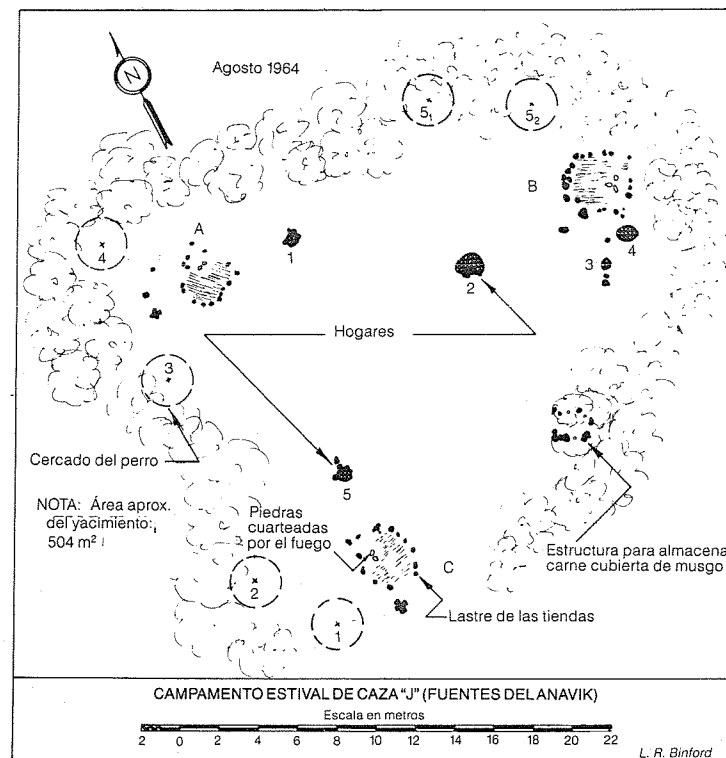 N
Agosto 1964
5₁
5₂
B
A
4
1
2
3
4
Hogares
3
Cercado del perro
NOTA: Área aprox.
del yacimiento:
504 m²
5
Piedras
cuarteadas
por el fuego
C
Estructura para almacena
carne cubierta de musgo
2
1
Lastre de las tiendas
CAMPAMENTO ESTIVAL DE CAZA "J" (FUENTES DEL ANAVIK)
Escala en metros
2 0 2 4 6 8 10 12 14 16 18 20 22
L. R. Binford